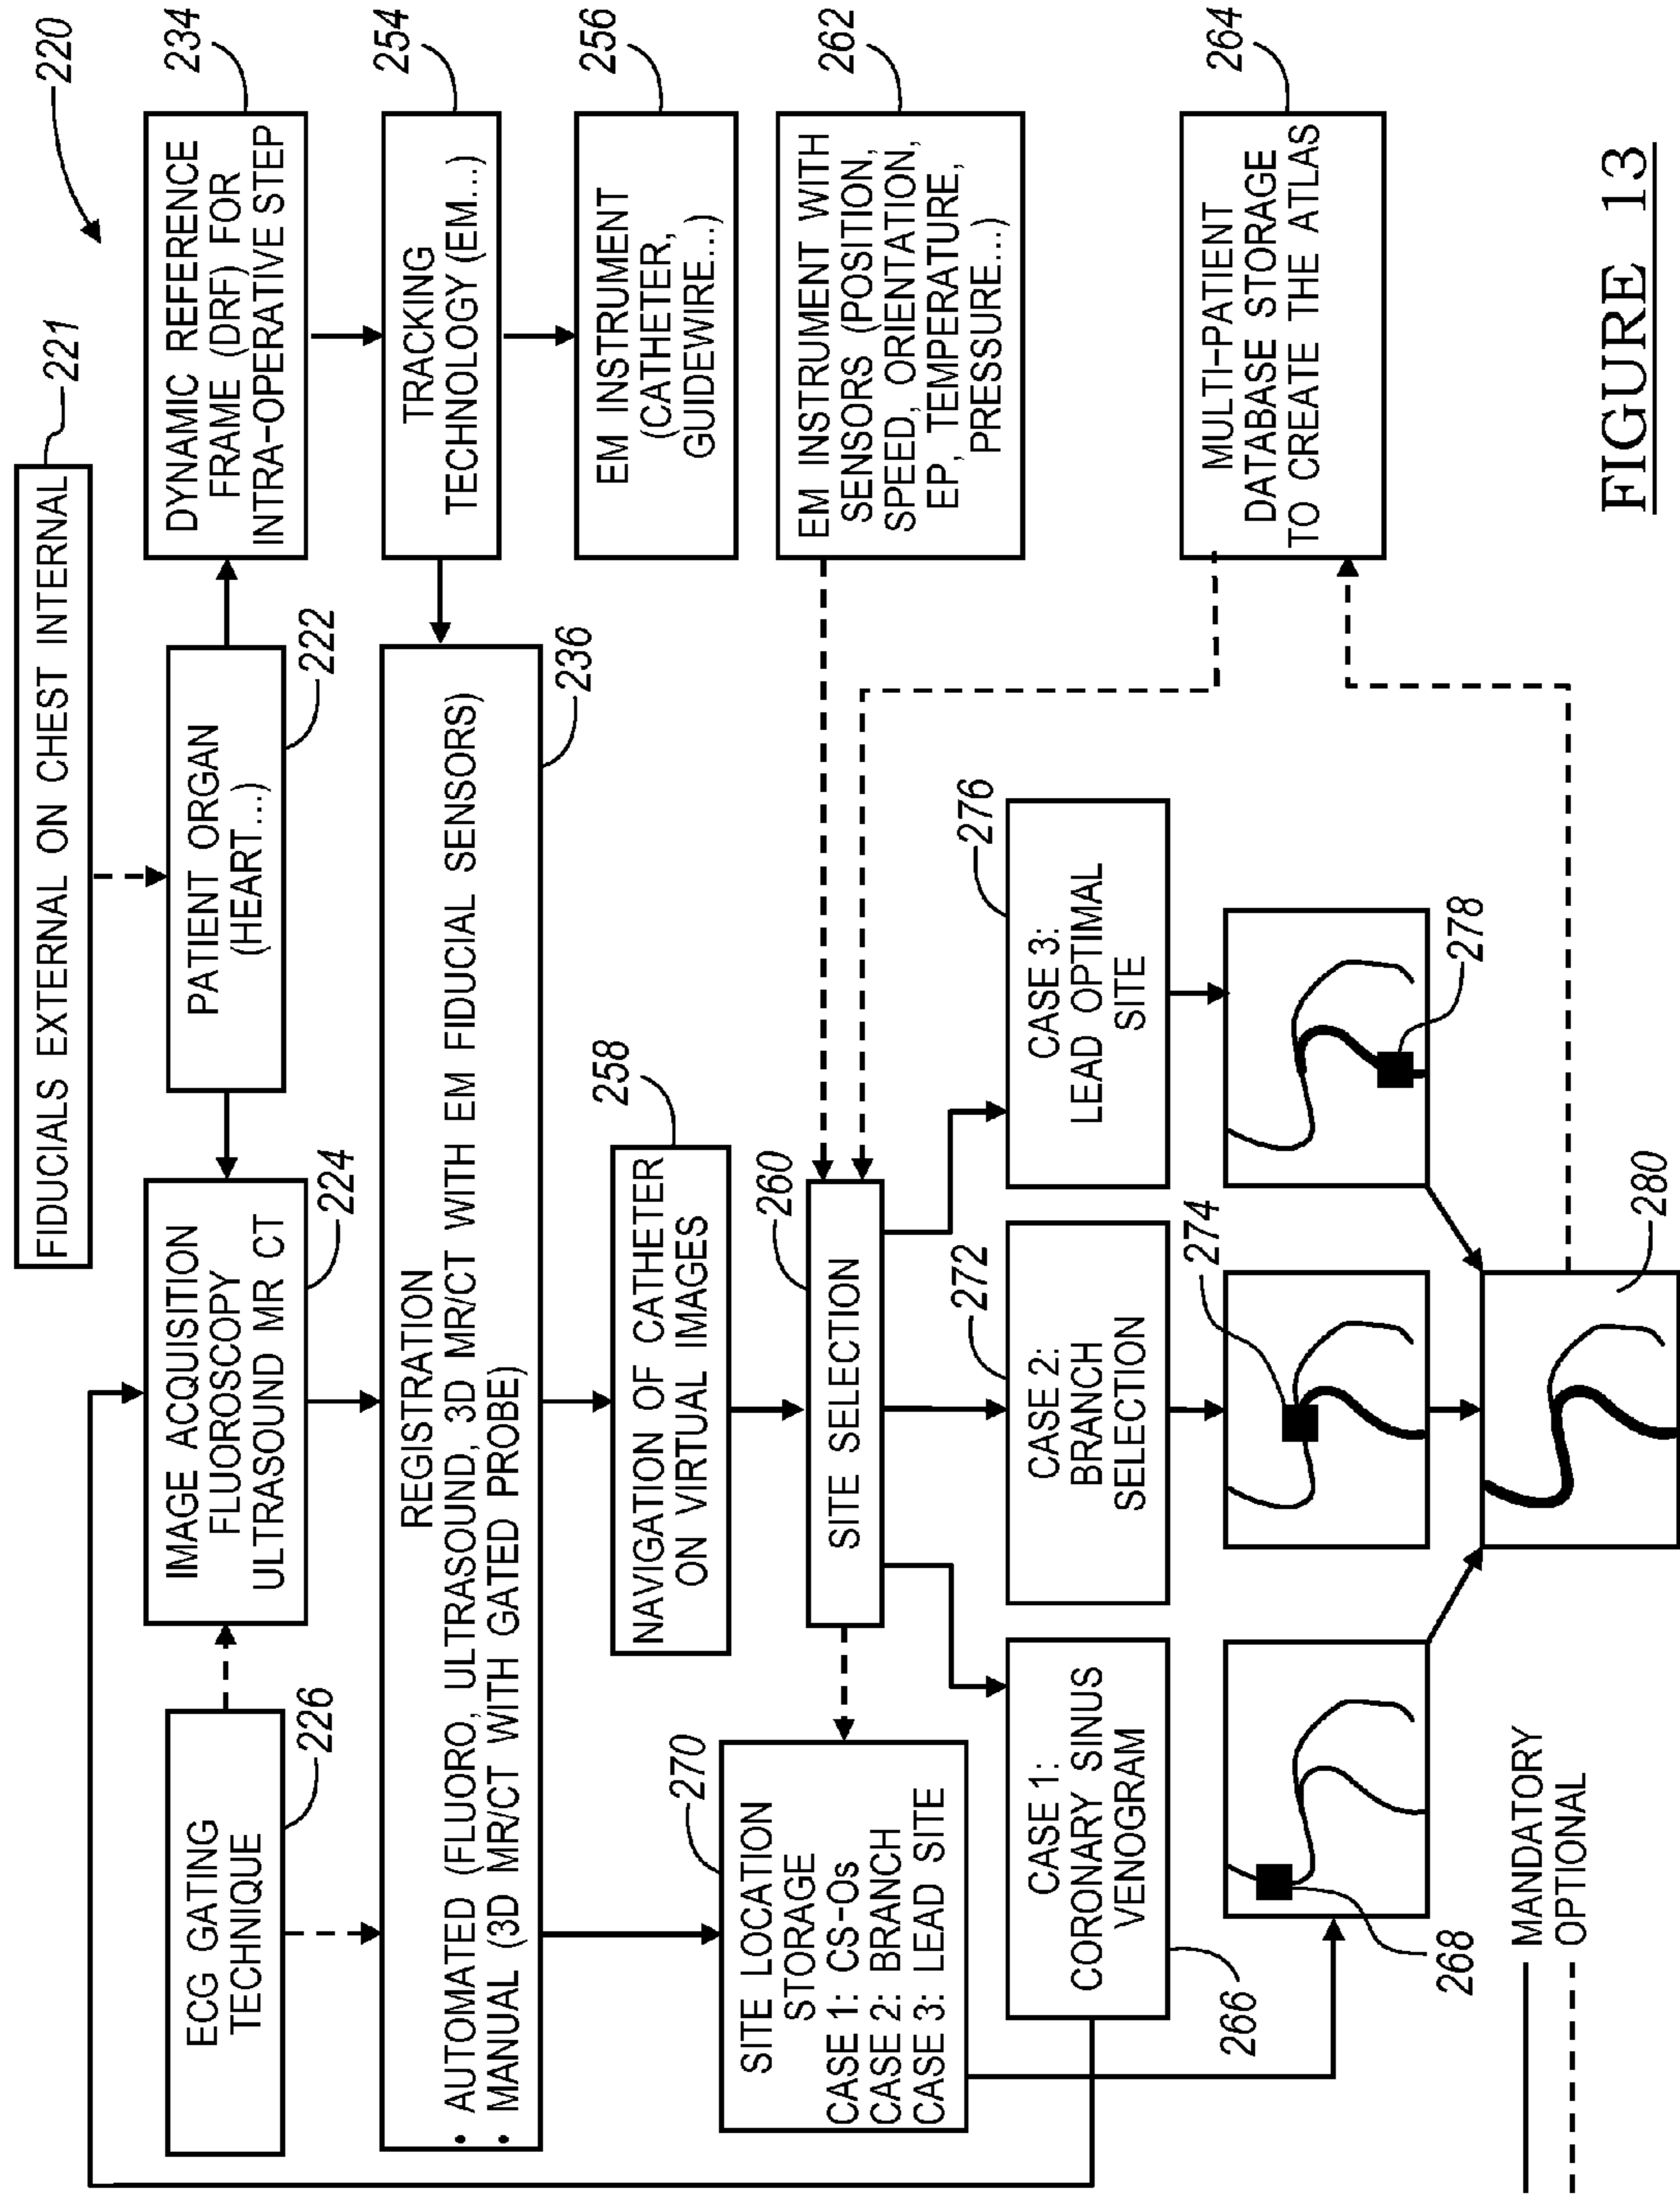 220
FIDUCIALS EXTERNAL ON CHEST INTERNAL
221
ECG GATING
TECHNIQUE
226
IMAGE ACQUISITION
FLUOROSCOPY
ULTRASOUND MR CT
224
PATIENT ORGAN
(HEART...)
222
DYNAMIC REFERENCE
FRAME (DRF) FOR
INTRA-OPERATIVE STEP
234
REGISTRATION
• AUTOMATED (FLUORO, ULTRASOUND, 3D MR/CT WITH EM FIDUCIAL SENSORS)
• MANUAL (3D MR/CT WITH GATED PROBE)
236
TRACKING
TECHNOLOGY (EM...)
254
EM INSTRUMENT
(CATHETER,
GUIDEWIRE...)
256
NAVIGATION OF CATHETER
ON VIRTUAL IMAGES
258
SITE LOCATION
STORAGE
CASE 1: CS-Os
CASE 2: BRANCH
CASE 3: LEAD SITE
270
SITE SELECTION
260
EM INSTRUMENT WITH
SENSORS (POSITION,
SPEED, ORIENTATION,
EP, TEMPERATURE,
PRESSURE...)
262
CASE 1:
CORONARY SINUS
VENOGRAM
266
CASE 2:
BRANCH
SELECTION
272
CASE 3:
LEAD OPTIMAL
SITE
276
MULTI-PATIENT
DATABASE STORAGE
TO CREATE THE ATLAS
264
268
274
278
280
MANDATORY
OPTIONAL
FIGURE 13